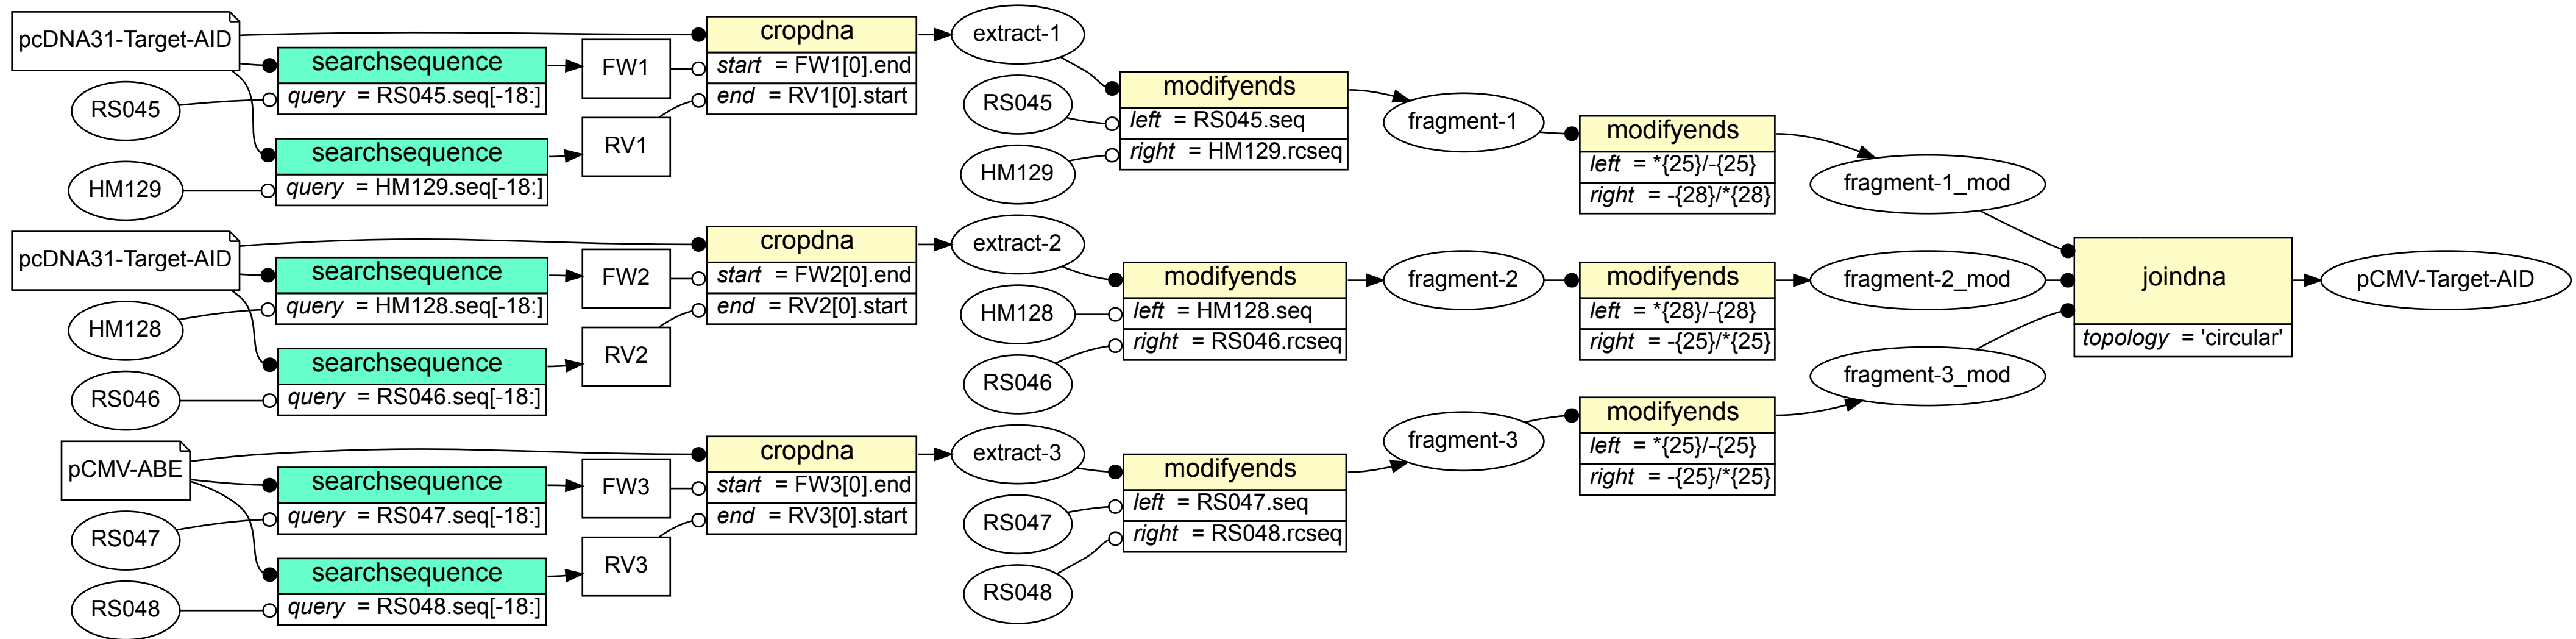 pcDNA31-Target-AID
RS045
HM129
searchsequence
query = RS045.seq[-18:]
searchsequence
query = HM129.seq[-18:]
FW1
RV1
cropdna
start = FW1[0].end
end = RV1[0].start
extract-1
RS045
HM129
modifyends
left = RS045.seq
right = HM129.rcseq
fragment-1
modifyends
left = *{25}/-{25}
right = -{28}/*{28}
fragment-1_mod
pcDNA31-Target-AID
HM128
RS046
searchsequence
query = HM128.seq[-18:]
searchsequence
query = RS046.seq[-18:]
FW2
RV2
cropdna
start = FW2[0].end
end = RV2[0].start
extract-2
HM128
RS046
modifyends
left = HM128.seq
right = RS046.rcseq
fragment-2
modifyends
left = *{28}/-{28}
right = -{25}/*{25}
fragment-2_mod
pCMV-ABE
RS047
RS048
searchsequence
query = RS047.seq[-18:]
searchsequence
query = RS048.seq[-18:]
FW3
RV3
cropdna
start = FW3[0].end
end = RV3[0].start
extract-3
RS047
RS048
modifyends
left = RS047.seq
right = RS048.rcseq
fragment-3
modifyends
left = *{25}/-{25}
right = -{25}/*{25}
fragment-3_mod
joindna
topology = 'circular'
pCMV-Target-AID